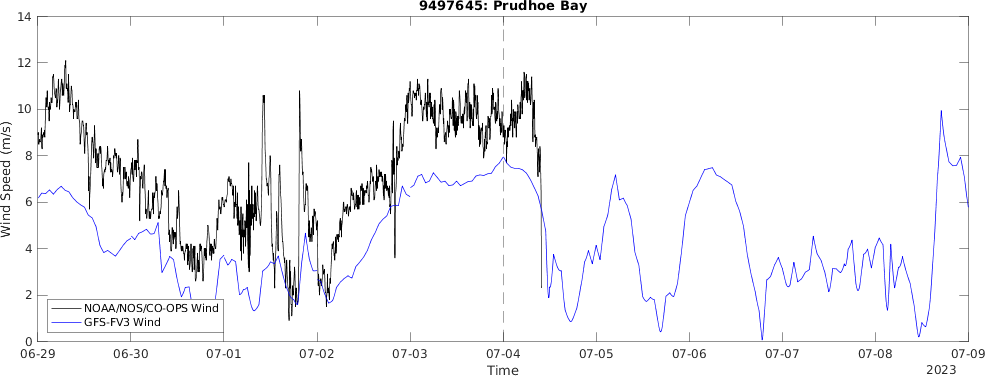 9497645: Prudhoe Bay
14
12
10
8
6
4
2
0
Wind Speed (m/s)
NOAA/NOS/CO-OPS Wind
GFS-FV3 Wind
06-29 06-30 07-01 07-02 07-03 07-04 07-05 07-06 07-07 07-08 07-09
Time
2023